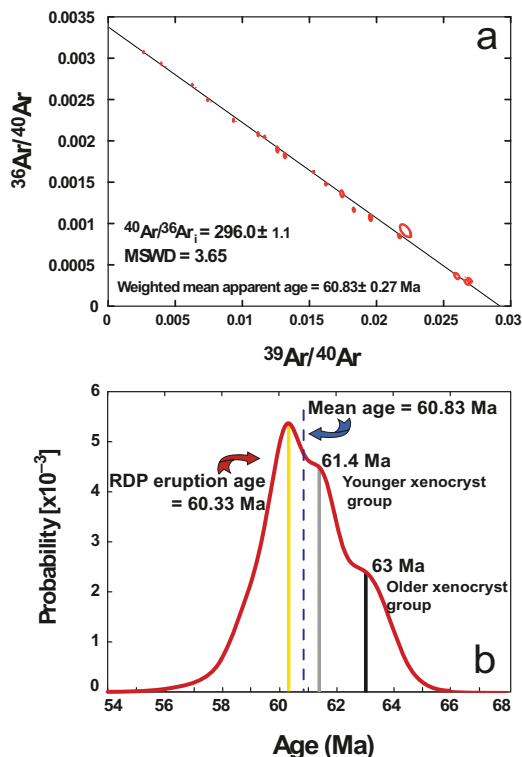 a
0.0035
0.003
0.0025
0.002
0.0015
0.001
0.0005
0
³⁶Ar/⁴⁰Ar
⁴⁰Ar/³⁶Arᵢ = 296.0± 1.1
MSWD = 3.65
Weighted mean apparent age = 60.83± 0.27 Ma
0 0.005 0.01 0.015 0.02 0.025 0.03
³⁹Ar/⁴⁰Ar
6
5
4
3
2
1
0
Probability [x10⁻³]
Mean age = 60.83 Ma
RDP eruption age
= 60.33 Ma
61.4 Ma
Younger xenocryst
group
63 Ma
Older xenocryst
group
b
54 56 58 60 62 64 66 68
Age (Ma)